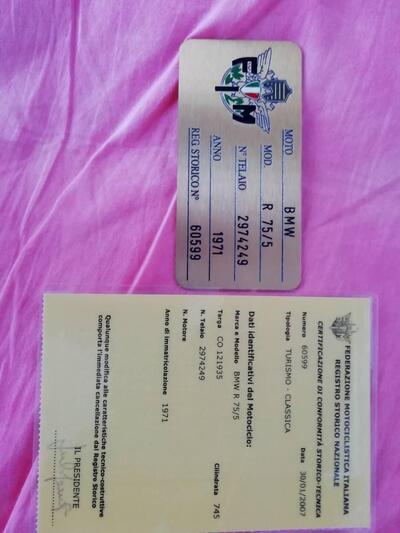 FIM
MOTO BMW
MOD. R 75/5
N° TELAIO 2974249
ANNO 1971
REG STORICO N° 60599
FEDERAZIONE MOTOCICLISTICA ITALIANA
REGISTRO STORICO NAZIONALE
CERTIFICAZIONE DI CONFORMITÀ STORICO-TECNICA
Numero 60599 Data 30/01/2007
Tipologia TURISMO - CLASSICA
Dati identificativi del Motociclo:
Marca e Modello BMW R 75/5
Targa CO 121935 Cilindrata 745
N. Telaio 2974249
N. Motore
Anno di immatricolazione 1971
Qualunque modifica alle caratteristiche tecnico-costruttive
comporta l'immediata cancellazione dal Registro Storico
IL PRESIDENTE